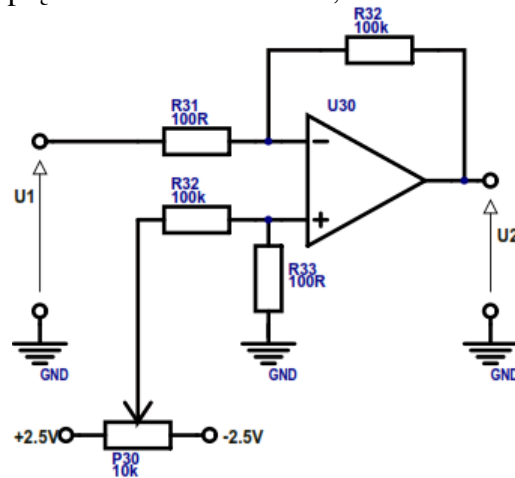 R32
100k
U30
R31
100R
U1
R32
100k
R33
100R
U2
GND
GND
GND
+2.5V
-2.5V
P30
10k